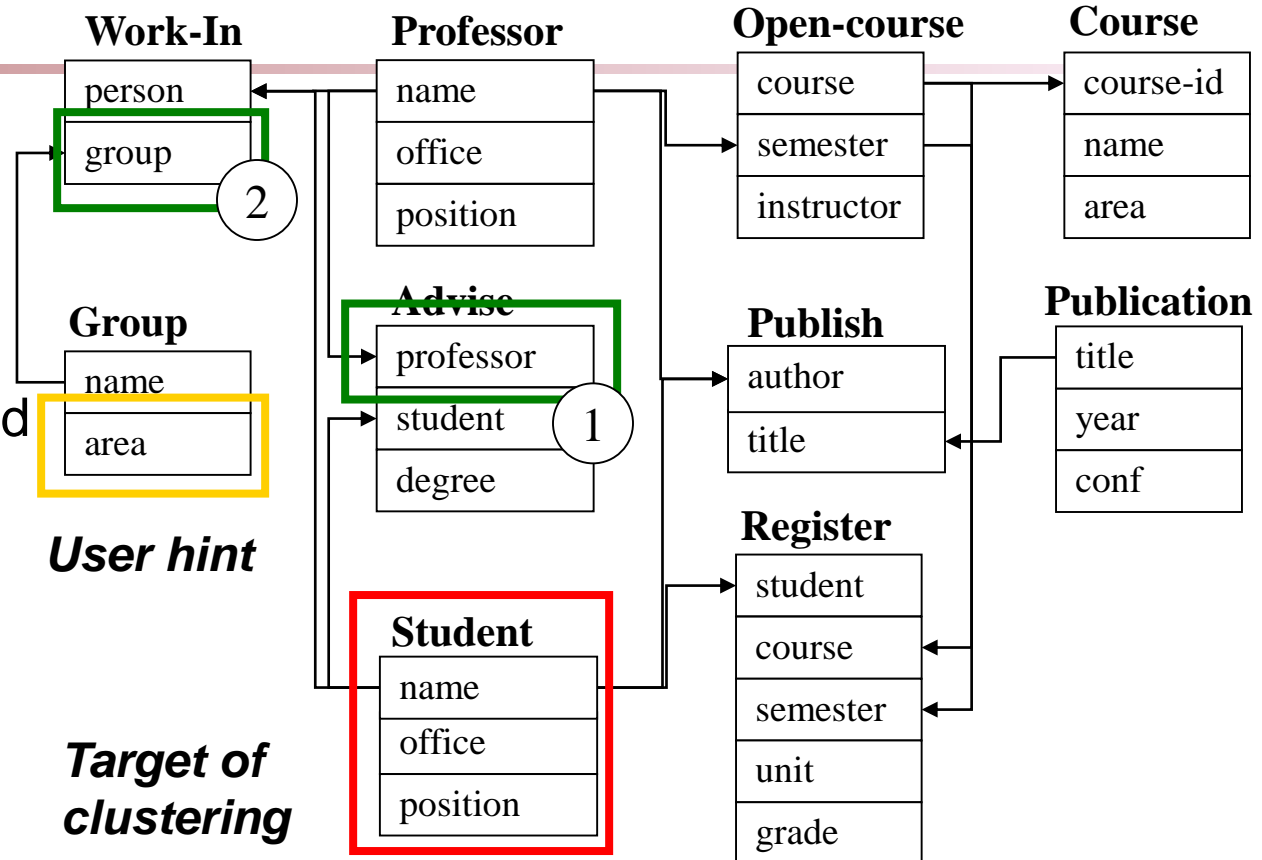 Work-In
person
group
2
Professor
name
office
position
Open-course
course
semester
instructor
Course
course-id
name
area
Group
name
area
d
User hint
Advise
professor
student
degree
1
Publish
author
title
Publication
title
year
conf
Student
name
office
position
Register
student
course
semester
unit
grade
Target of
clustering